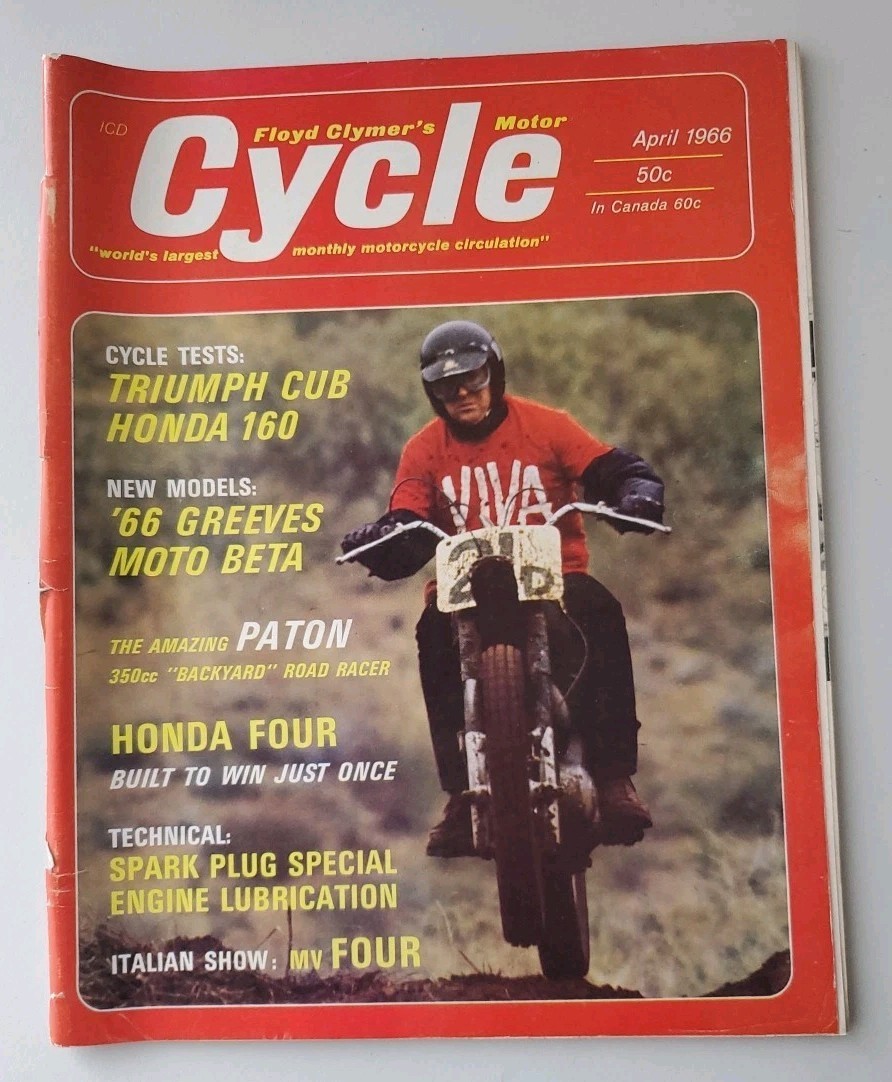 ICD
Floyd Clymer's Motor
Cycle
April 1966
50c
In Canada 60c
"world's largest monthly motorcycle circulation"
CYCLE TESTS:
TRIUMPH CUB
HONDA 160
NEW MODELS:
'66 GREEVES
MOTO BETA
THE AMAZING PATON
350cc "BACKYARD" ROAD RACER
HONDA FOUR
BUILT TO WIN JUST ONCE
TECHNICAL:
SPARK PLUG SPECIAL
ENGINE LUBRICATION
ITALIAN SHOW: MV FOUR
VIVA